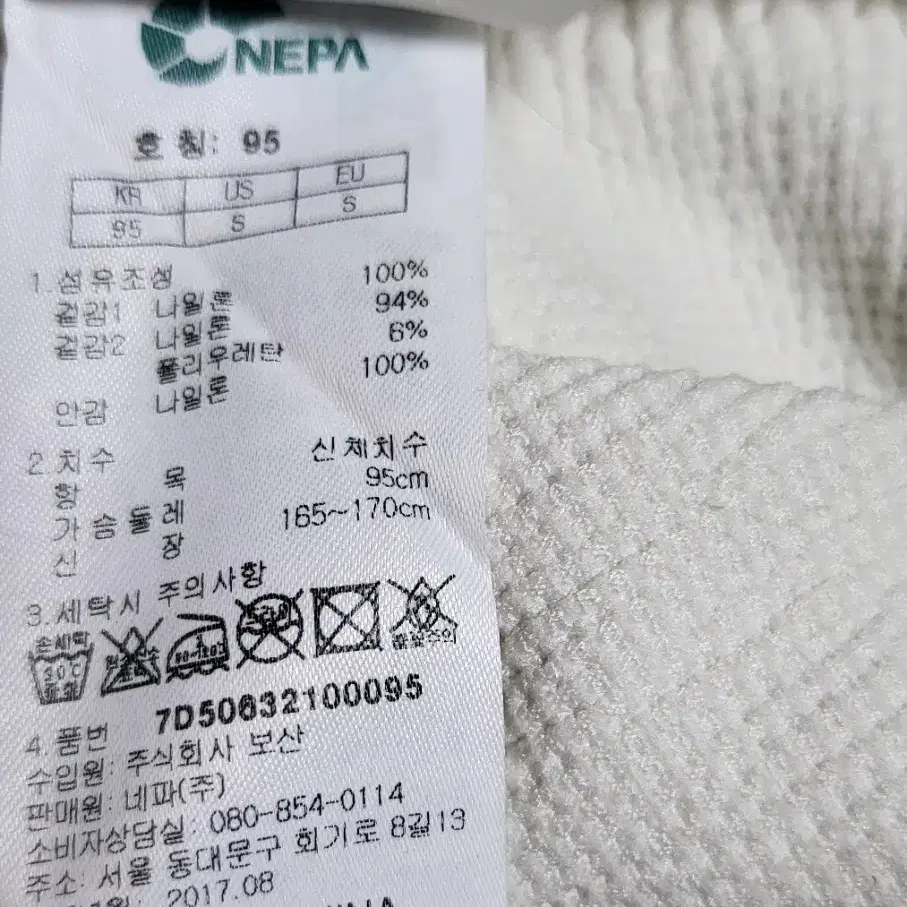 NEPA
호 칭: 95
KR US EU
95 S S
1.섬유조성
겉감1 나일론 100%
겉감2 나일론 94%
폴리우레탄 6%
안감 나일론 100%
2.치수
항 목 신체치수
가슴둘레 95cm
신 장 165~170cm
3.세탁시 주의사항
손세탁
30℃
4.품번 7D50632100095
수입원: 주식회사 보산
판매원: 네파(주)
소비자상담실: 080-854-0114
주소: 서울 동대문구 회기로 8길13
2017.08